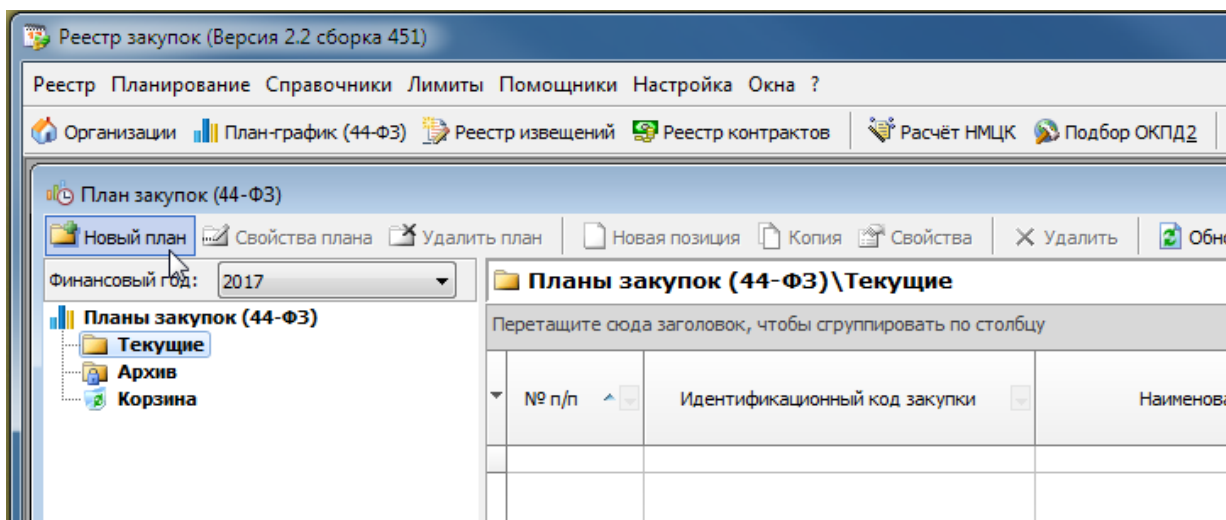 Реестр закупок (Версия 2.2 сборка 451)
Реестр Планирование Справочники Лимиты Помощники Настройка Окна ?
Организации План-график (44-ФЗ) Реестр извещений Реестр контрактов Расчёт НМЦК Подбор ОКПД2
План закупок (44-ФЗ)
Новый план Свойства плана Удалить план Новая позиция Копия Свойства Удалить Обно
Финансовый год: 2017
Планы закупок (44-ФЗ)\Текущие
Планы закупок (44-ФЗ)
Текущие
Архив
Корзина
Перетащите сюда заголовок, чтобы сгруппировать по столбцу
№ п/п Идентификационный код закупки Наименова